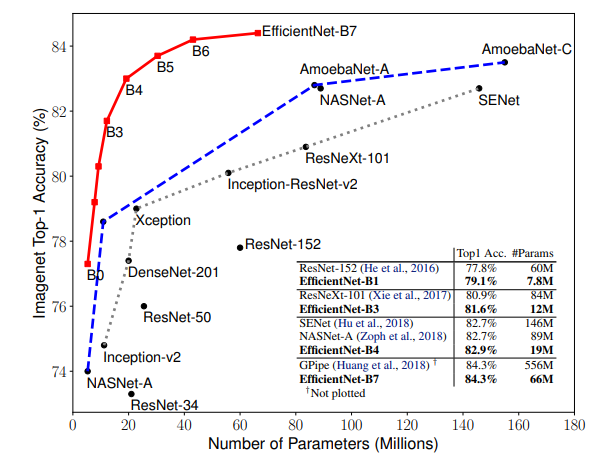 EfficientNet-B7
84
B6
AmoebaNet-C
B5
AmoebaNet-A
B4
NASNet-A
SENet
82
B3
ResNeXt-101
80
Inception-ResNet-v2
Xception
78
ResNet-152
B0
DenseNet-201
76
ResNet-50
Inception-v2
74
NASNet-A
ResNet-34
Imagenet Top-1 Accuracy (%)
Top1 Acc. #Params
ResNet-152 (He et al., 2016) 77.8% 60M
EfficientNet-B1 79.1% 7.8M
ResNeXt-101 (Xie et al., 2017) 80.9% 84M
EfficientNet-B3 81.6% 12M
SENet (Hu et al., 2018) 82.7% 146M
NASNet-A (Zoph et al., 2018) 82.7% 89M
EfficientNet-B4 82.9% 19M
GPipe (Huang et al., 2018) † 84.3% 556M
EfficientNet-B7 84.3% 66M
†Not plotted
0 20 40 60 80 100 120 140 160 180
Number of Parameters (Millions)